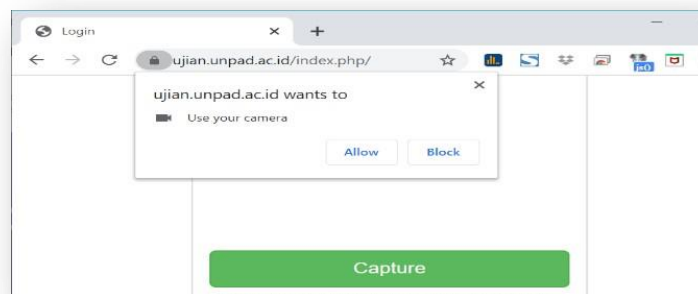 Login
ujian.unpad.ac.id/index.php/
ujian.unpad.ac.id wants to
Use your camera
Allow Block
Capture